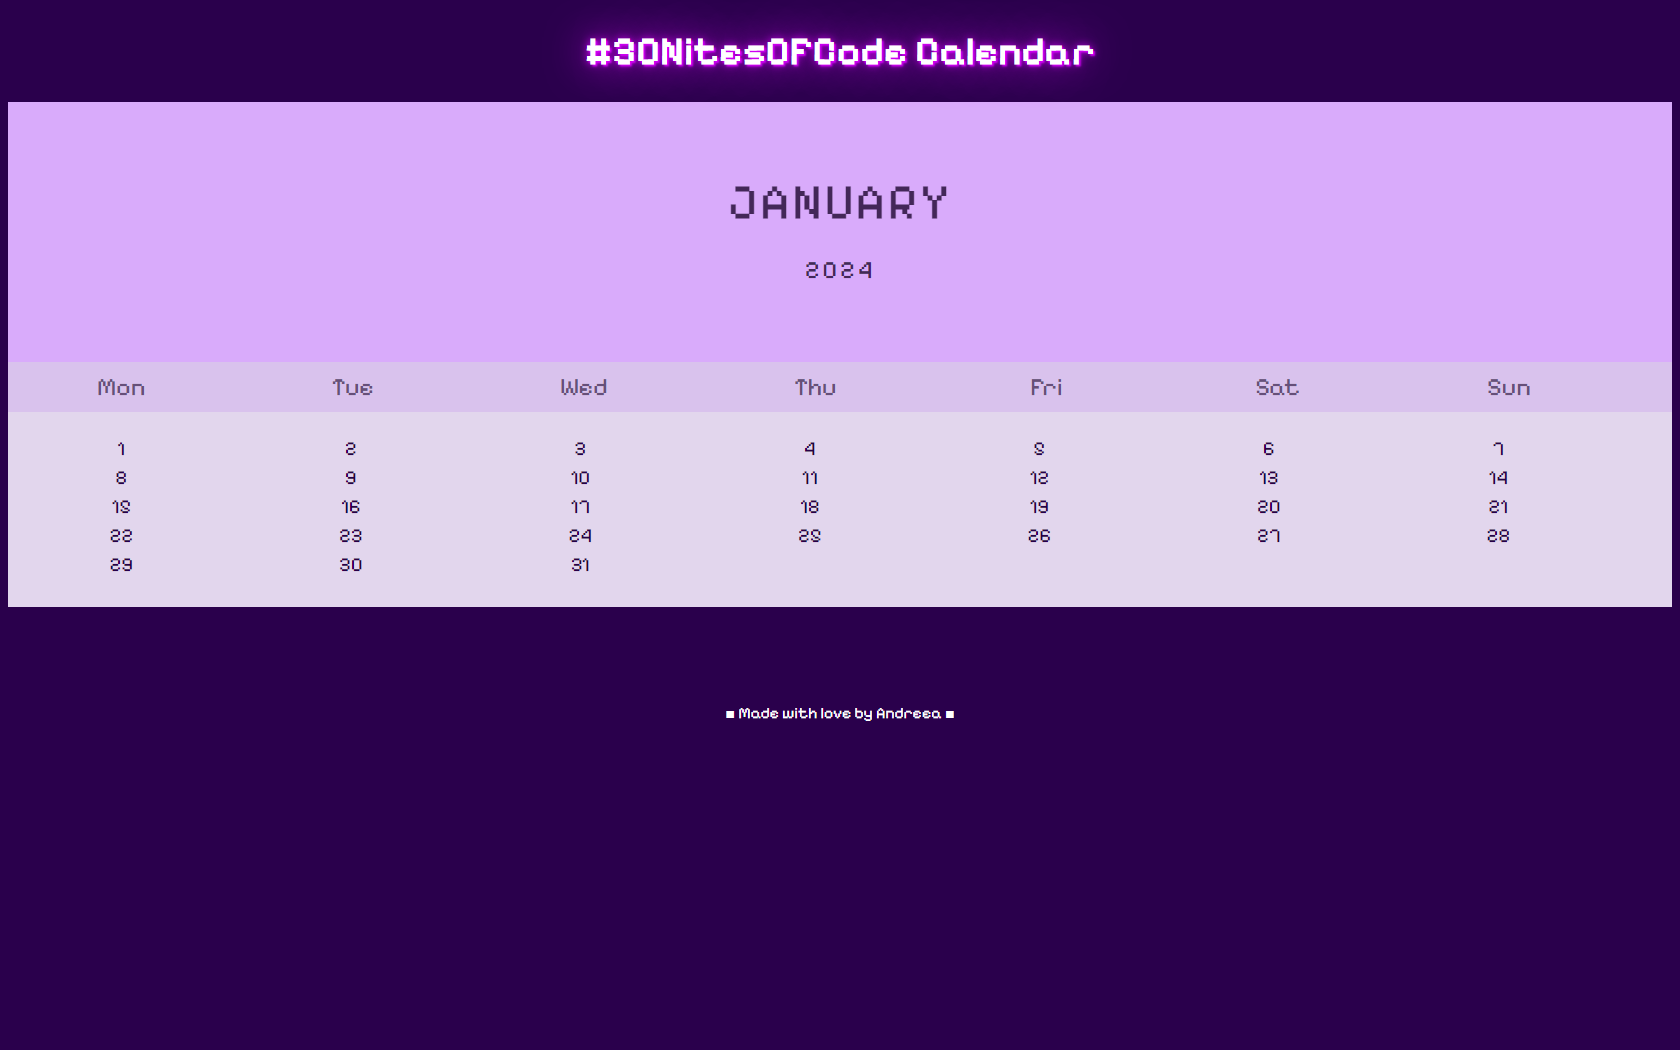 #30NitesOfCode Calendar
JANUARY
2024
Mon Tue Wed Thu Fri Sat Sun
1 2 3 4 5 6 7
8 9 10 11 12 13 14
15 16 17 18 19 20 21
22 23 24 25 26 27 28
29 30 31
■ Made with love by Andreea ■